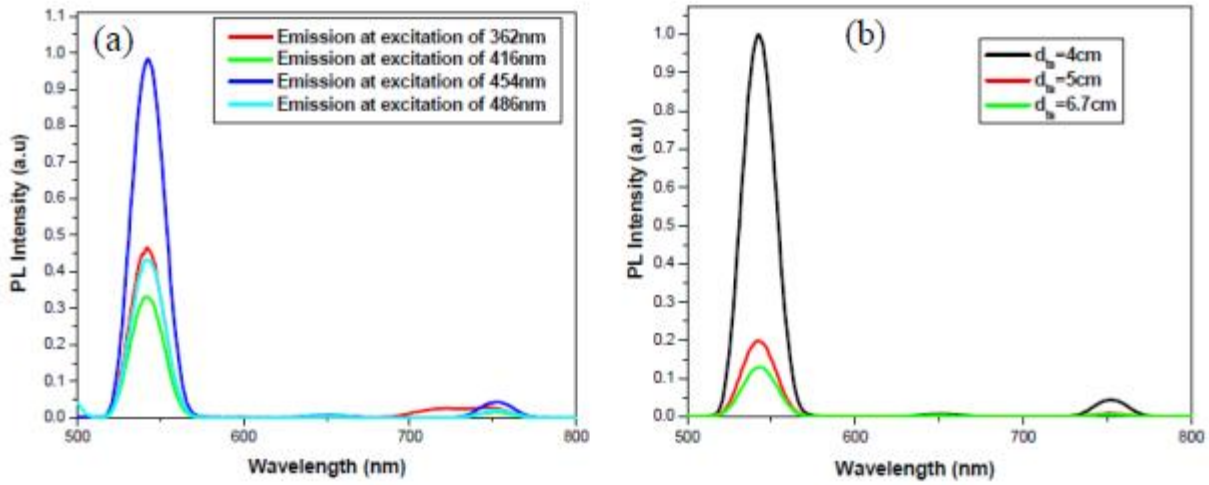 (a)
Emission at excitation of 362nm
Emission at excitation of 416nm
Emission at excitation of 454nm
Emission at excitation of 486nm
PL Intensity (a.u)
1.1
1.0
0.9
0.8
0.7
0.6
0.5
0.4
0.3
0.2
0.1
0.0
500 600 700 800
Wavelength (nm)
(b)
d_ts=4cm
d_ts=5cm
d_ts=6.7cm
PL Intensity (a.u)
1.0
0.9
0.8
0.7
0.6
0.5
0.4
0.3
0.2
0.1
0.0
500 600 700 800
Wavelength (nm)